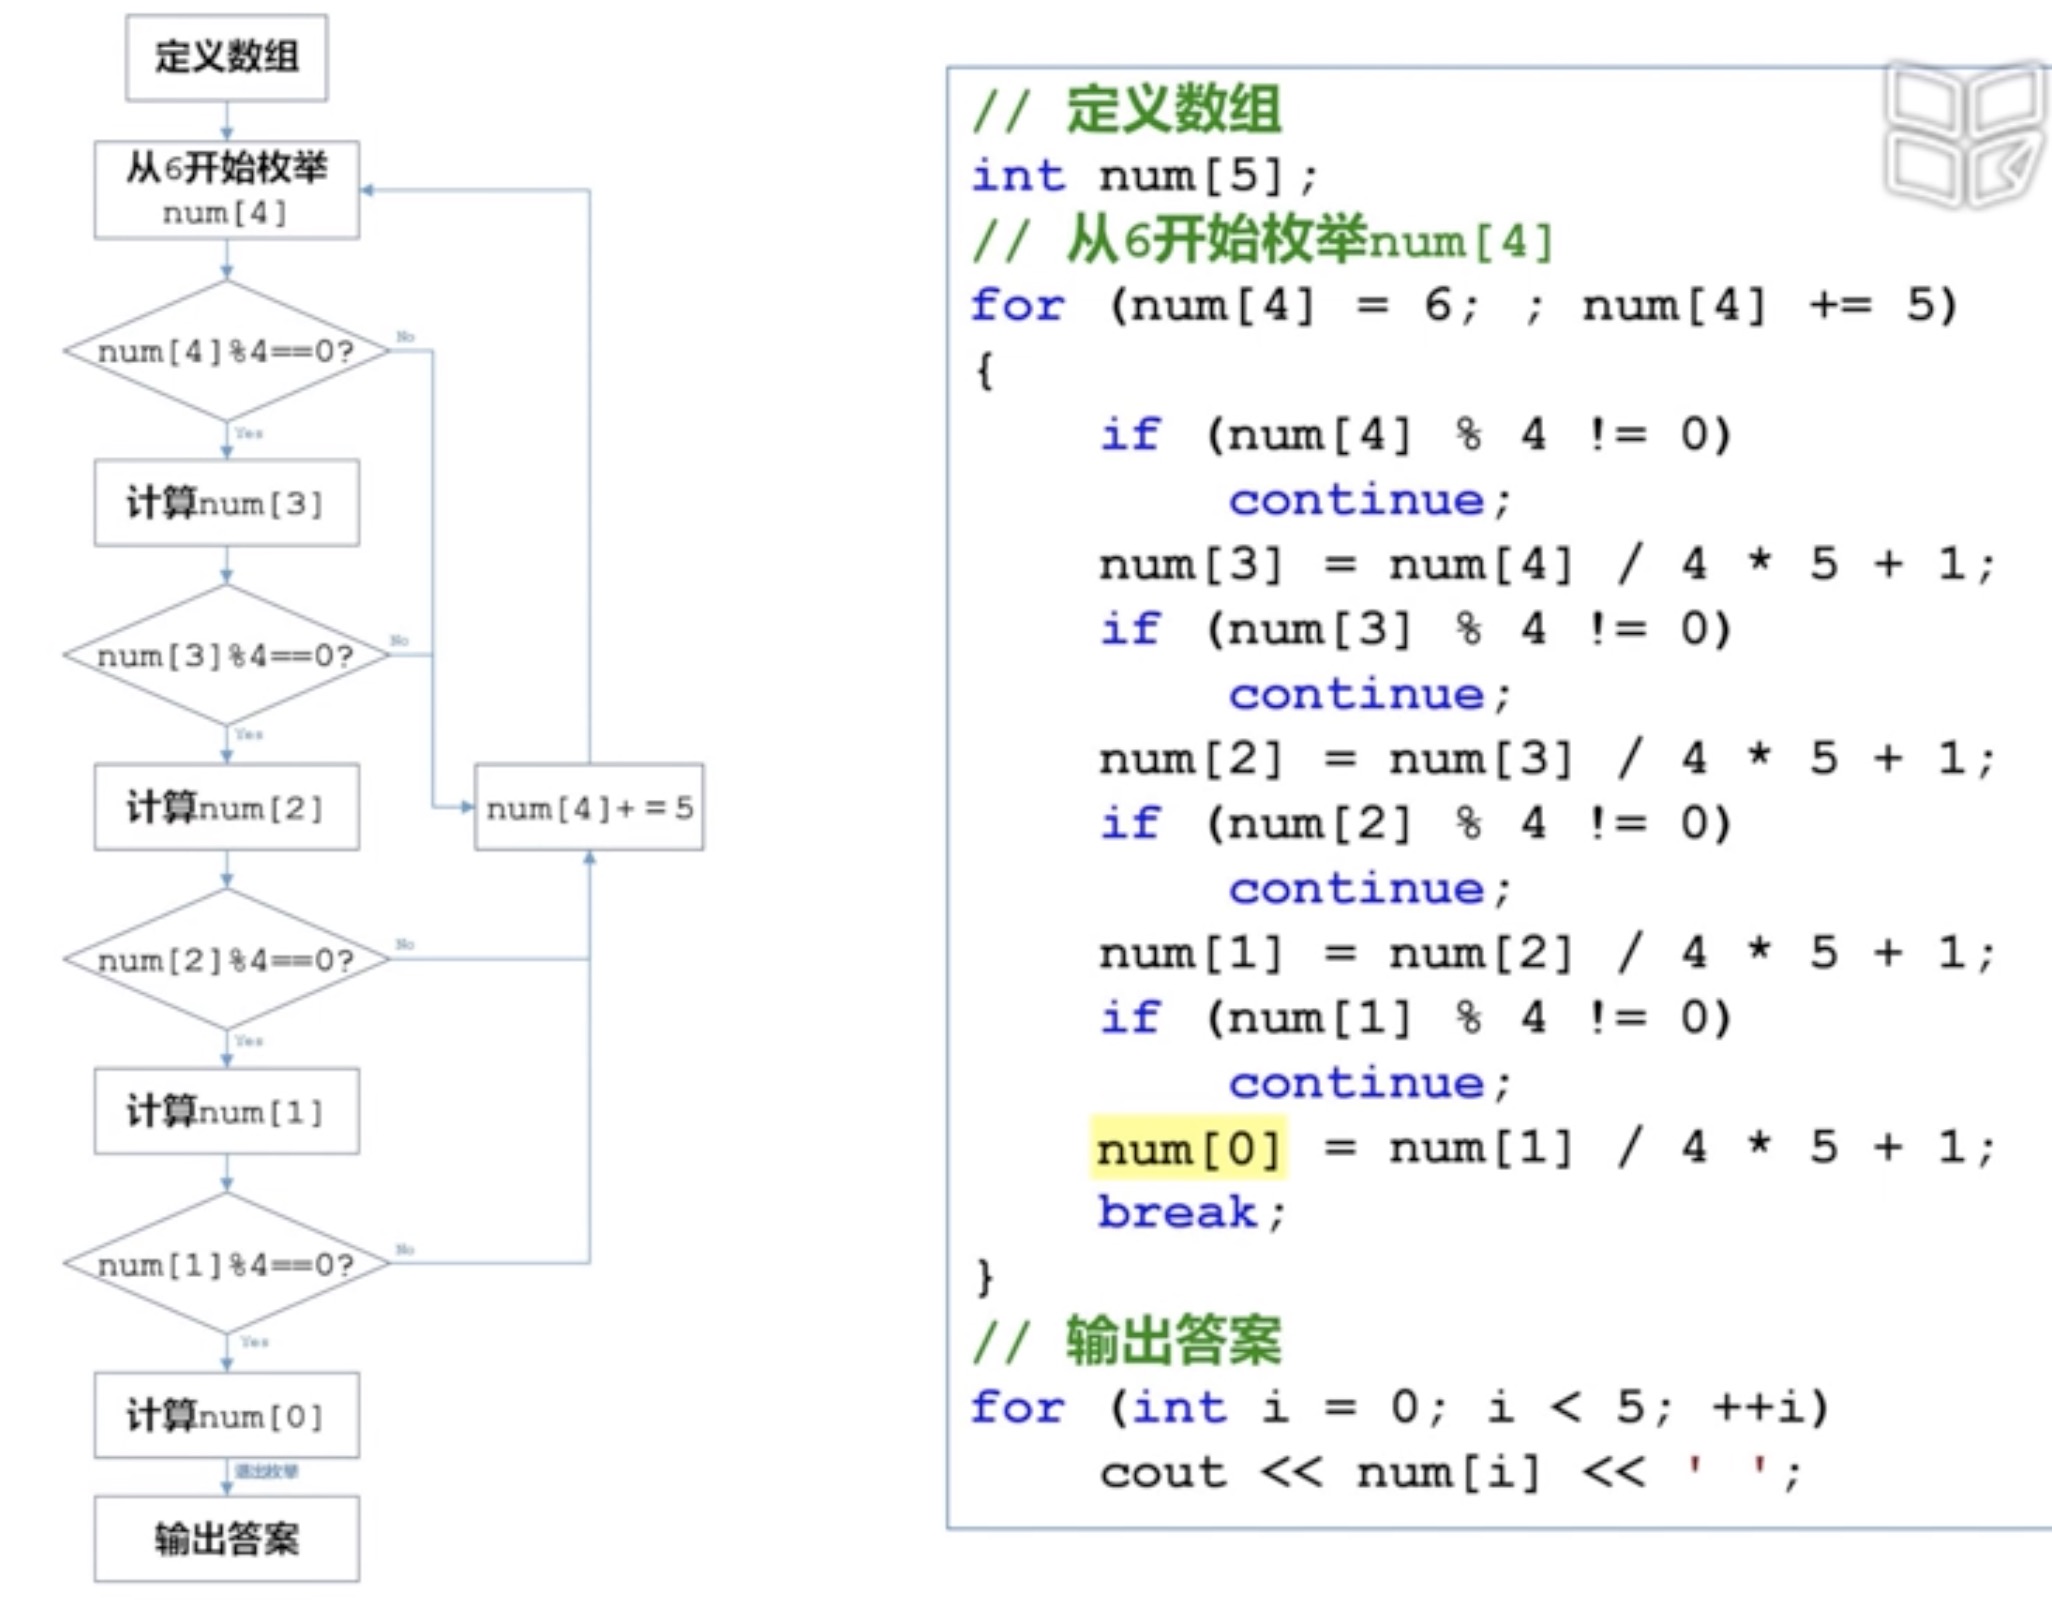 定义数组
从6开始枚举
num[4]
num[4]%4==0?
No
Yes
计算num[3]
num[3]%4==0?
No
Yes
计算num[2]
num[4]+=5
num[2]%4==0?
No
Yes
计算num[1]
num[1]%4==0?
No
Yes
计算num[0]
退出枚举
输出答案
// 定义数组
int num[5];
// 从6开始枚举num[4]
for (num[4] = 6; ; num[4] += 5)
{
if (num[4] % 4 != 0)
continue;
num[3] = num[4] / 4 * 5 + 1;
if (num[3] % 4 != 0)
continue;
num[2] = num[3] / 4 * 5 + 1;
if (num[2] % 4 != 0)
continue;
num[1] = num[2] / 4 * 5 + 1;
if (num[1] % 4 != 0)
continue;
num[0] = num[1] / 4 * 5 + 1;
break;
}
// 输出答案
for (int i = 0; i < 5; ++i)
cout << num[i] << ' ';